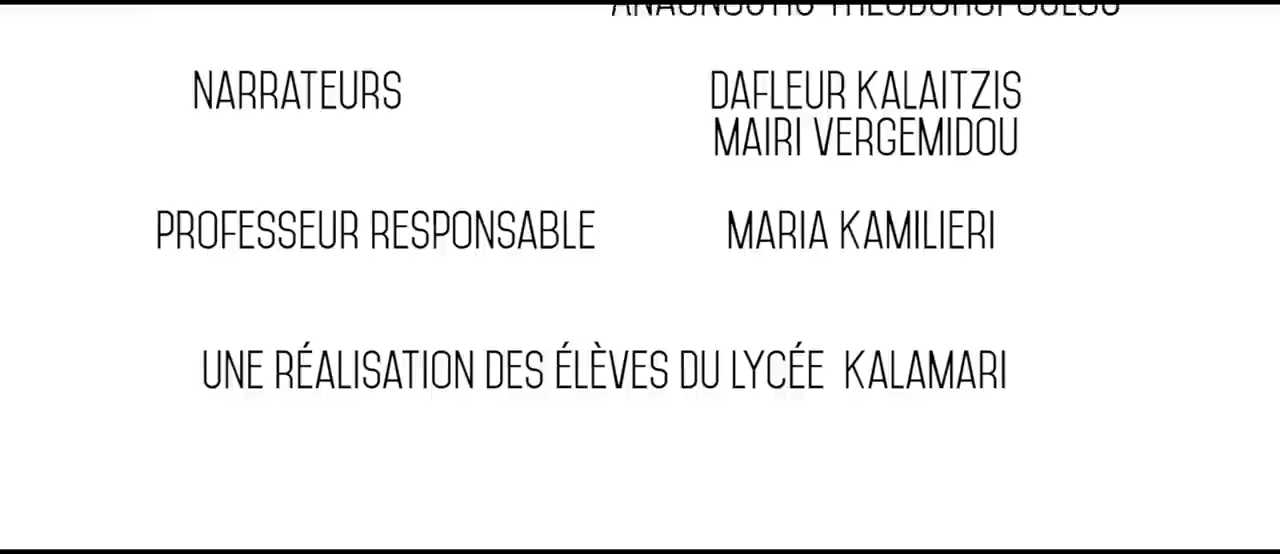 NARRATEURS DAFLEUR KALAITZIS
MAIRI VERGEMIDOU
PROFESSEUR RESPONSABLE MARIA KAMILIERI
UNE RÉALISATION DES ÉLÈVES DU LYCÉE KALAMARI